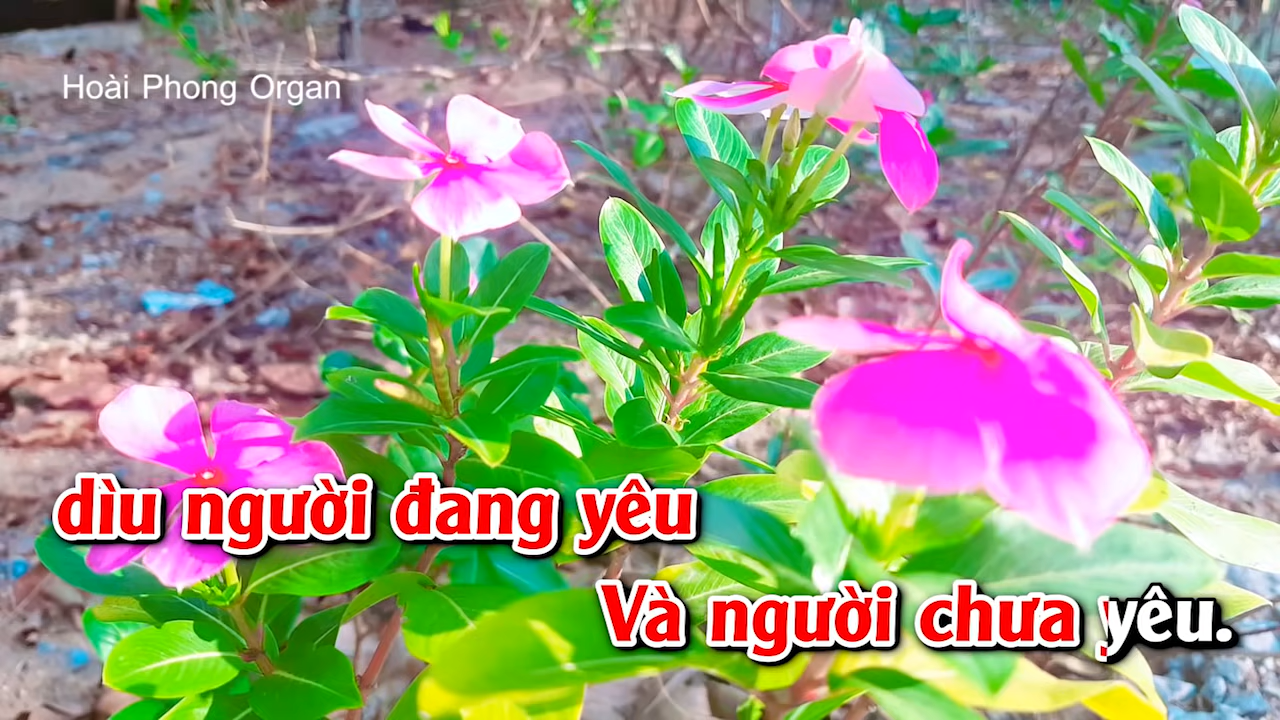 Hoài Phong Organ
dìu người đang yêu
Và người chưa yêu.